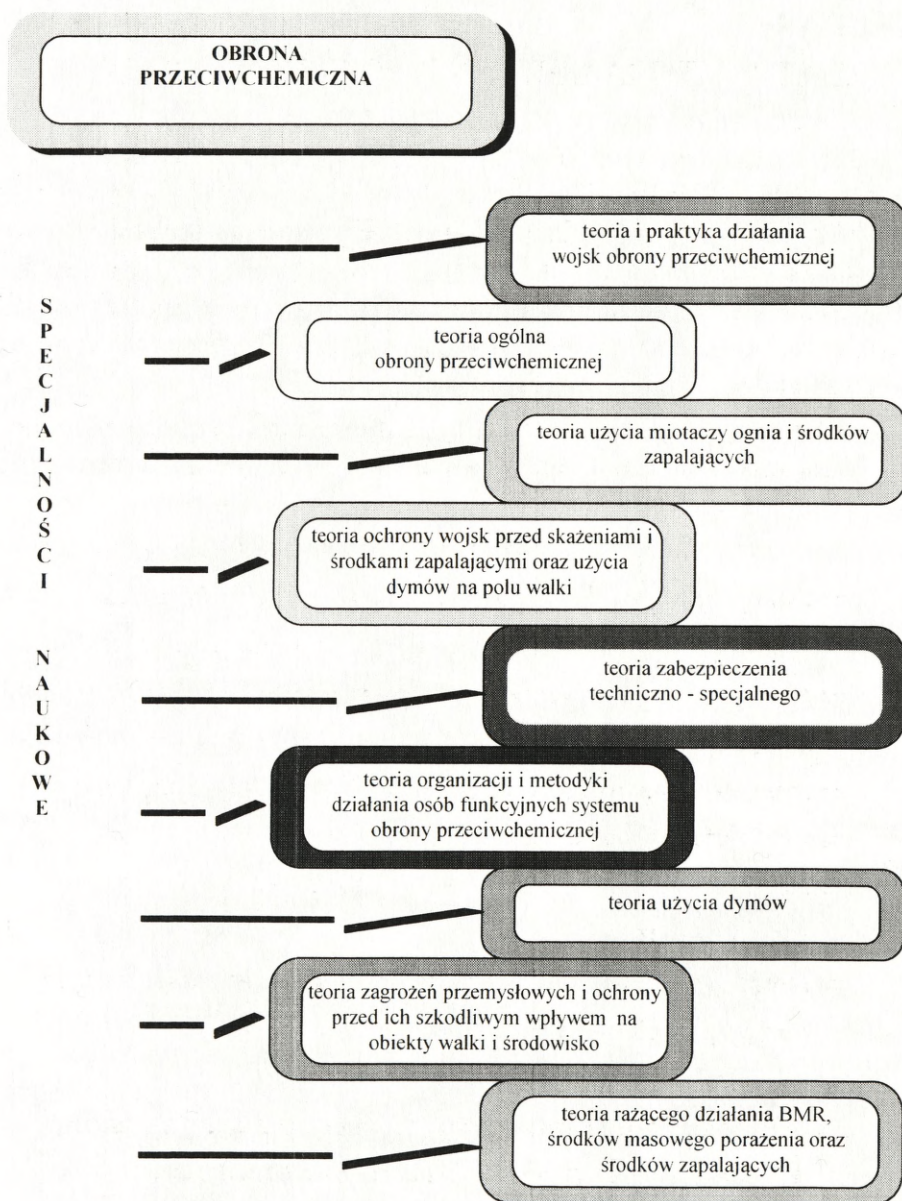 OBRONA
PRZECIWCHEMICZNA
SPECJALNOŚCI NAUKOWE
teoria i praktyka działania
wojsk obrony przeciwchemicznej
teoria ogólna
obrony przeciwchemicznej
teoria użycia miotaczy ognia i środków
zapalających
teoria ochrony wojsk przed skażeniami i
środkami zapalającymi oraz użycia
dymów na polu walki
teoria zabezpieczenia
techniczno - specjalnego
teoria organizacji i metodyki
działania osób funkcyjnych systemu
obrony przeciwchemicznej
teoria użycia dymów
teoria zagrożeń przemysłowych i ochrony
przed ich szkodliwym wpływem na
obiekty walki i środowisko
teoria rażącego działania BMR,
środków masowego porażenia oraz
środków zapalających